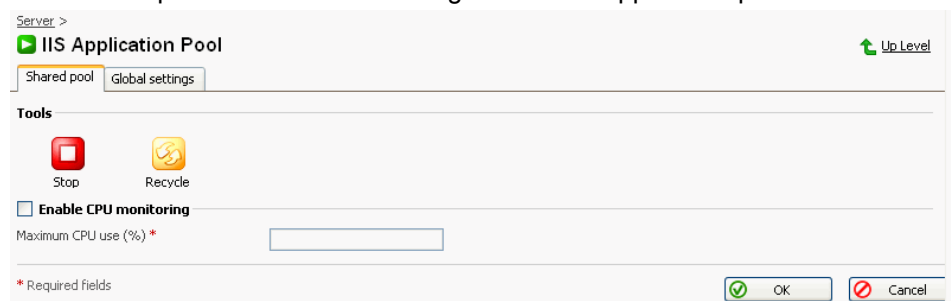 Server >
IIS Application Pool
Up Level
Shared pool Global settings
Tools
Stop Recycle
Enable CPU monitoring
Maximum CPU use (%) *
* Required fields
OK Cancel